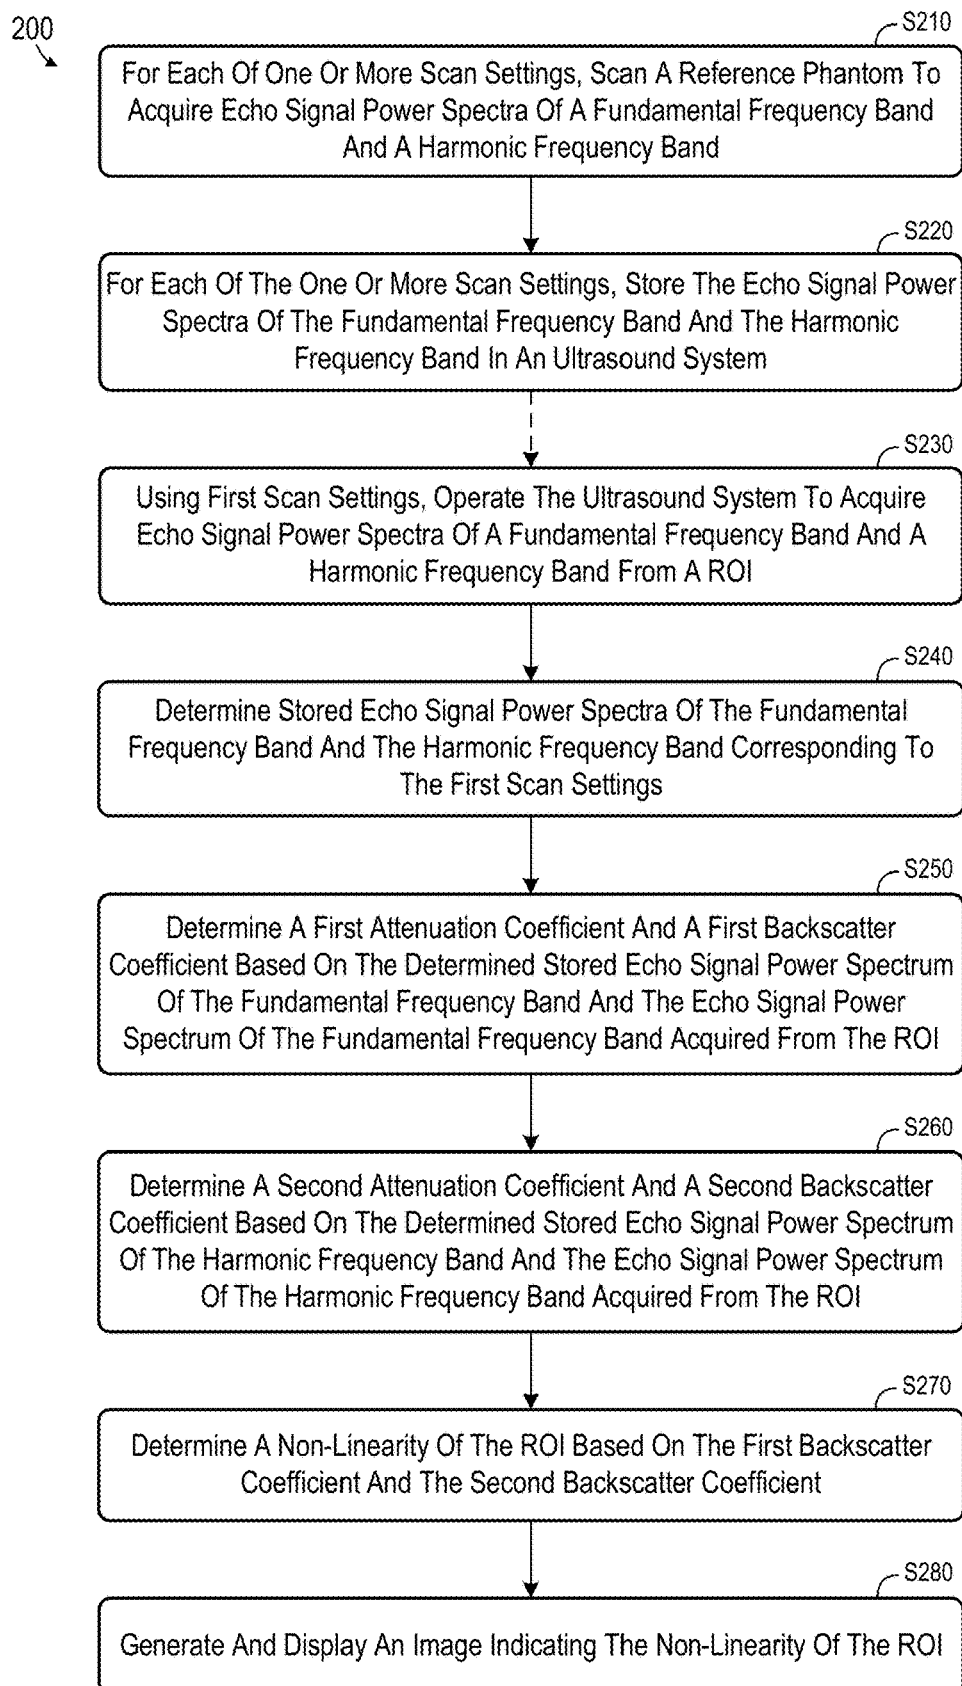 200
S210
For Each Of One Or More Scan Settings, Scan A Reference Phantom To
Acquire Echo Signal Power Spectra Of A Fundamental Frequency Band
And A Harmonic Frequency Band
S220
For Each Of The One Or More Scan Settings, Store The Echo Signal Power
Spectra Of The Fundamental Frequency Band And The Harmonic
Frequency Band In An Ultrasound System
S230
Using First Scan Settings, Operate The Ultrasound System To Acquire
Echo Signal Power Spectra Of A Fundamental Frequency Band And A
Harmonic Frequency Band From A ROI
S240
Determine Stored Echo Signal Power Spectra Of The Fundamental
Frequency Band And The Harmonic Frequency Band Corresponding To
The First Scan Settings
S250
Determine A First Attenuation Coefficient And A First Backscatter
Coefficient Based On The Determined Stored Echo Signal Power Spectrum
Of The Fundamental Frequency Band And The Echo Signal Power
Spectrum Of The Fundamental Frequency Band Acquired From The ROI
S260
Determine A Second Attenuation Coefficient And A Second Backscatter
Coefficient Based On The Determined Stored Echo Signal Power Spectrum
Of The Harmonic Frequency Band And The Echo Signal Power Spectrum
Of The Harmonic Frequency Band Acquired From The ROI
S270
Determine A Non-Linearity Of The ROI Based On The First Backscatter
Coefficient And The Second Backscatter Coefficient
S280
Generate And Display An Image Indicating The Non-Linearity Of The ROI